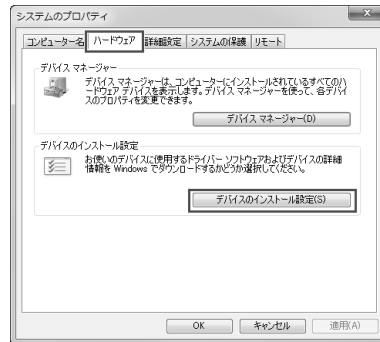 システムのプロパティ
コンピューター名 ハードウェア 詳細設定 システムの保護 リモート
デバイス マネージャー
デバイス マネージャーは、コンピューターにインストールされているすべてのハ
ードウェア デバイスを表示します。デバイス マネージャーを使って、各デバイ
スのプロパティを変更できます。
デバイス マネージャー(D)
デバイスのインストール設定
お使いのデバイスに使用するドライバー ソフトウェアおよびデバイスの詳細
情報を Windows でダウンロードするかどうか選択してください。
デバイスのインストール設定(S)
OK キャンセル 適用(A)